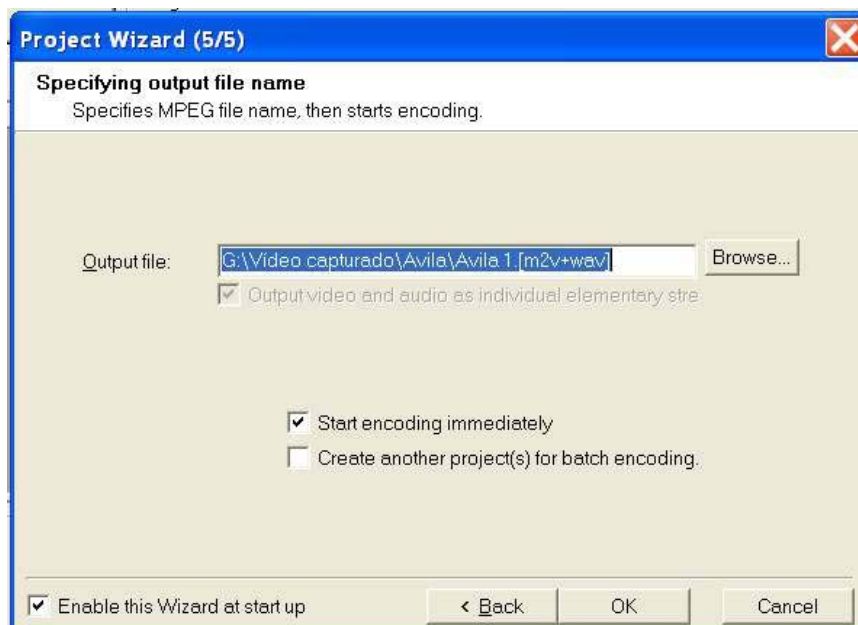 Project Wizard (5/5)
Specifying output file name
Specifies MPEG file name, then starts encoding.
Output file:
G:\Vídeo capturado\Avila\Avila.1.[m2v+wav]
Browse...
Output video and audio as individual elementary stre
Start encoding immediately
Create another project(s) for batch encoding.
Enable this Wizard at start up
< Back
OK
Cancel